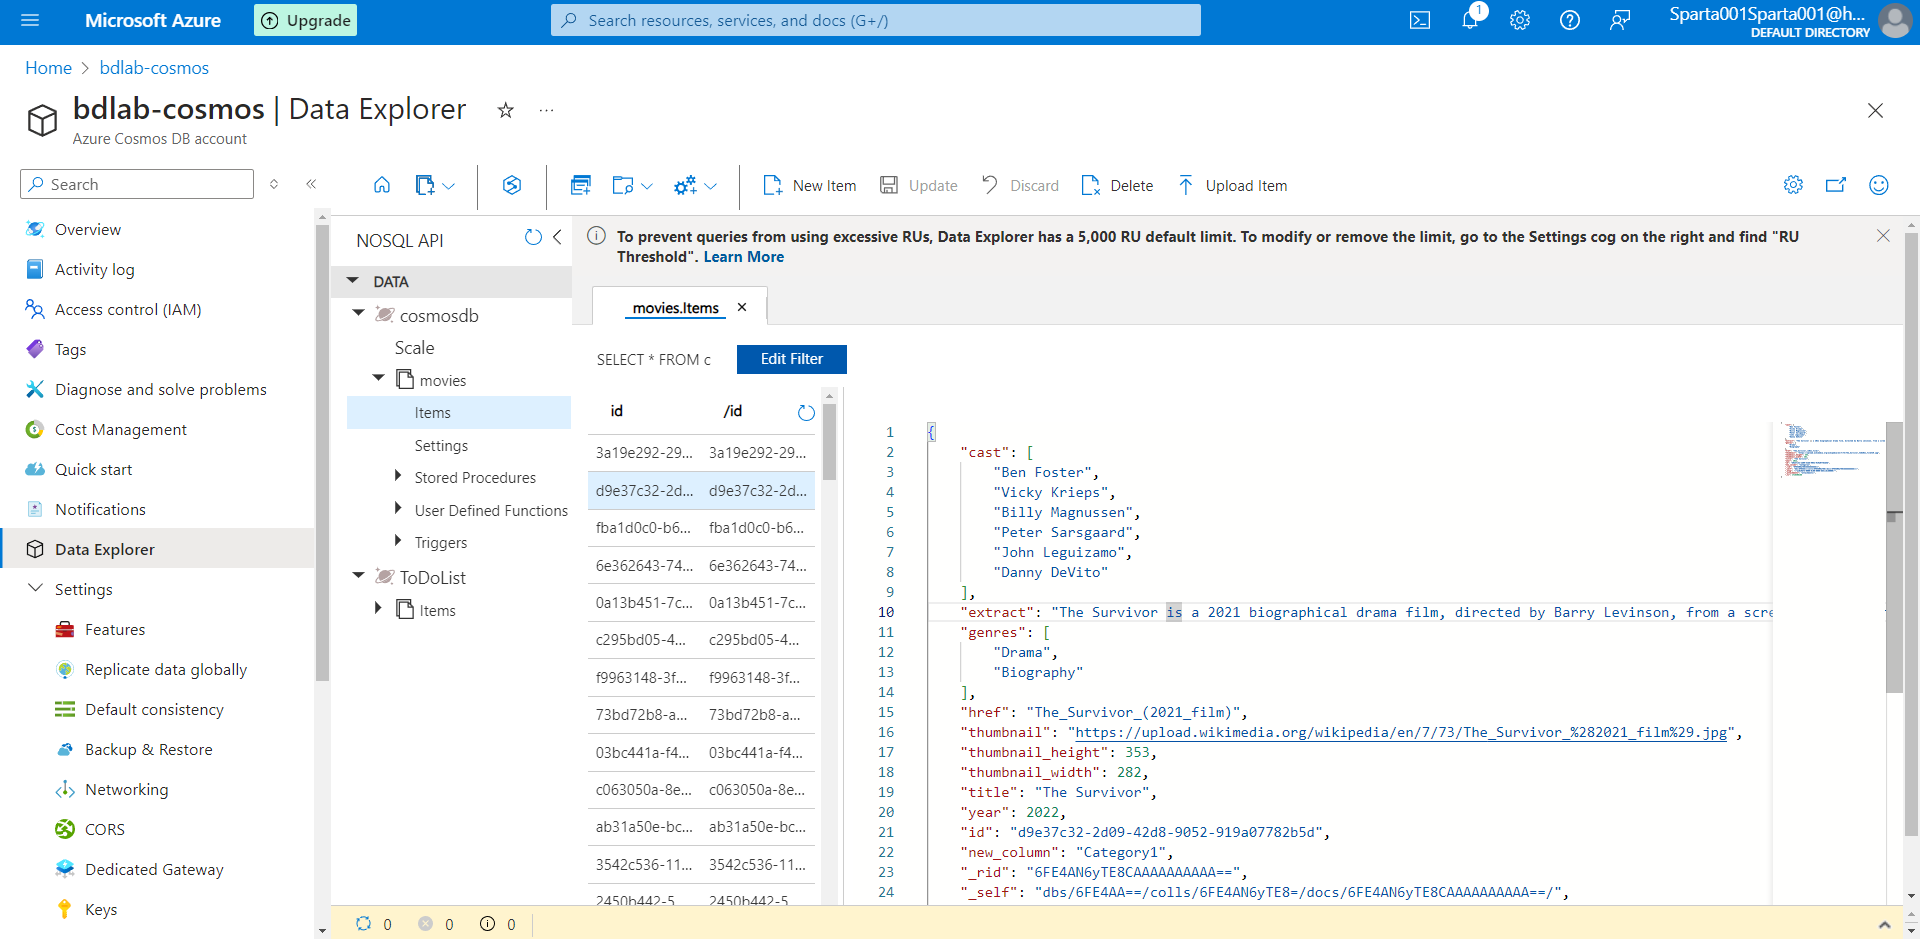 Microsoft Azure
Upgrade
Search resources, services, and docs (G+/)
1
Sparta001Sparta001@h...
DEFAULT DIRECTORY
Home > bdlab-cosmos
bdlab-cosmos | Data Explorer
Azure Cosmos DB account
Search
New Item
Update
Discard
Delete
Upload Item
Overview
Activity log
Access control (IAM)
Tags
Diagnose and solve problems
Cost Management
Quick start
Notifications
Data Explorer
Settings
Features
Replicate data globally
Default consistency
Backup & Restore
Networking
CORS
Dedicated Gateway
Keys
NOSQL API
DATA
cosmosdb
Scale
movies
Items
Settings
Stored Procedures
User Defined Functions
Triggers
ToDoList
Items
To prevent queries from using excessive RUs, Data Explorer has a 5,000 RU default limit. To modify or remove the limit, go to the Settings cog on the right and find "RU
Threshold". Learn More
movies.Items
SELECT * FROM c
Edit Filter
id /id
3a19e292-29... 3a19e292-29...
d9e37c32-2d... d9e37c32-2d...
fba1d0c0-b6... fba1d0c0-b6...
6e362643-74... 6e362643-74...
0a13b451-7c... 0a13b451-7c...
c295bd05-4... c295bd05-4...
f9963148-3f... f9963148-3f...
73bd72b8-a... 73bd72b8-a...
03bc441a-f4... 03bc441a-f4...
c063050a-8e... c063050a-8e...
ab31a50e-bc... ab31a50e-bc...
3542c536-11... 3542c536-11...
2450b442-5 2450b442-5
1 {
2 "cast": [
3 "Ben Foster",
4 "Vicky Krieps",
5 "Billy Magnussen",
6 "Peter Sarsgaard",
7 "John Leguizamo",
8 "Danny DeVito"
9 ],
10 "extract": "The Survivor is a 2021 biographical drama film, directed by Barry Levinson, from a scre
11 "genres": [
12 "Drama",
13 "Biography"
14 ],
15 "href": "The_Survivor_(2021_film)",
16 "thumbnail": "https://upload.wikimedia.org/wikipedia/en/7/73/The_Survivor_%282021_film%29.jpg",
17 "thumbnail_height": 353,
18 "thumbnail_width": 282,
19 "title": "The Survivor",
20 "year": 2022,
21 "id": "d9e37c32-2d09-42d8-9052-919a07782b5d",
22 "new_column": "Category1",
23 "_rid": "6FE4AN6yTE8CAAAAAAAAAA==",
24 "_self": "dbs/6FE4AA==/colls/6FE4AN6yTE8=/docs/6FE4AN6yTE8CAAAAAAAAAA==/",
0 0 0